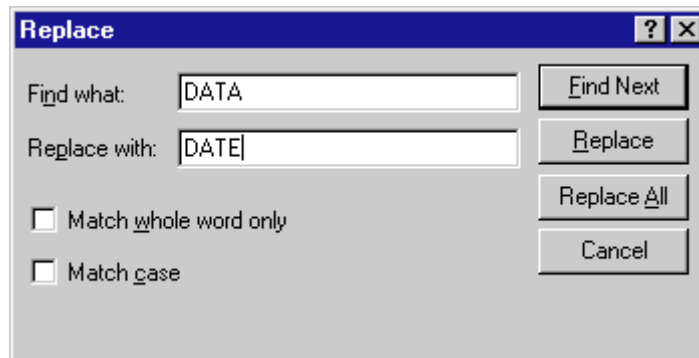 Replace
Find what: DATA
Find Next
Replace with: DATE
Replace
Replace All
Match whole word only
Cancel
Match case